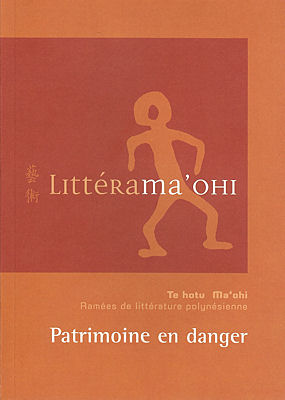 藝
術
Littérama'ohi
Te hotu Ma'ohi
Ramées de littérature polynésienne
Patrimoine en danger